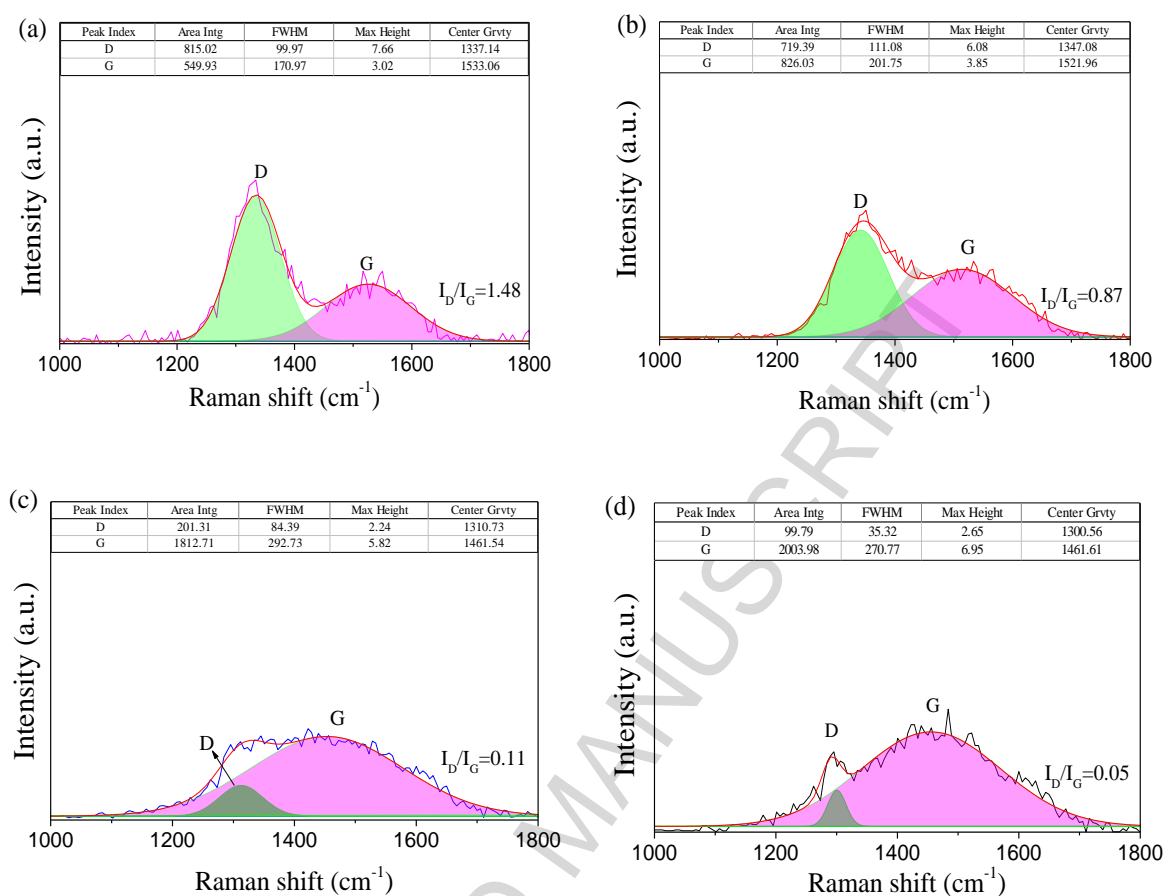 (a)
Peak Index Area Intg FWHM Max Height Center Grvty
D 815.02 99.97 7.66 1337.14
G 549.93 170.97 3.02 1533.06
D
G
I_D/I_G=1.48
Intensity (a.u.)
1000 1200 1400 1600 1800
Raman shift (cm⁻¹)
(b)
Peak Index Area Intg FWHM Max Height Center Grvty
D 719.39 111.08 6.08 1347.08
G 826.03 201.75 3.85 1521.96
D
G
I_D/I_G=0.87
Intensity (a.u.)
1000 1200 1400 1600 1800
Raman shift (cm⁻¹)
(c)
Peak Index Area Intg FWHM Max Height Center Grvty
D 201.31 84.39 2.24 1310.73
G 1812.71 292.73 5.82 1461.54
G
D
I_D/I_G=0.11
Intensity (a.u.)
1000 1200 1400 1600 1800
Raman shift (cm⁻¹)
(d)
Peak Index Area Intg FWHM Max Height Center Grvty
D 99.79 35.32 2.65 1300.56
G 2003.98 270.77 6.95 1461.61
G
D
I_D/I_G=0.05
Intensity (a.u.)
1000 1200 1400 1600 1800
Raman shift (cm⁻¹)
D MANUSCRIPT